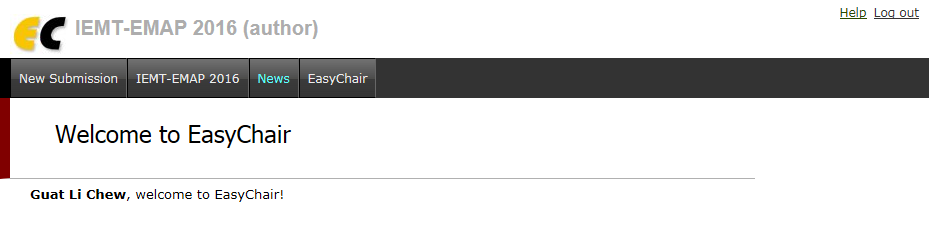 EC IEMT-EMAP 2016 (author)
Help Log out
New Submission IEMT-EMAP 2016 News EasyChair
Welcome to EasyChair
Guat Li Chew, welcome to EasyChair!